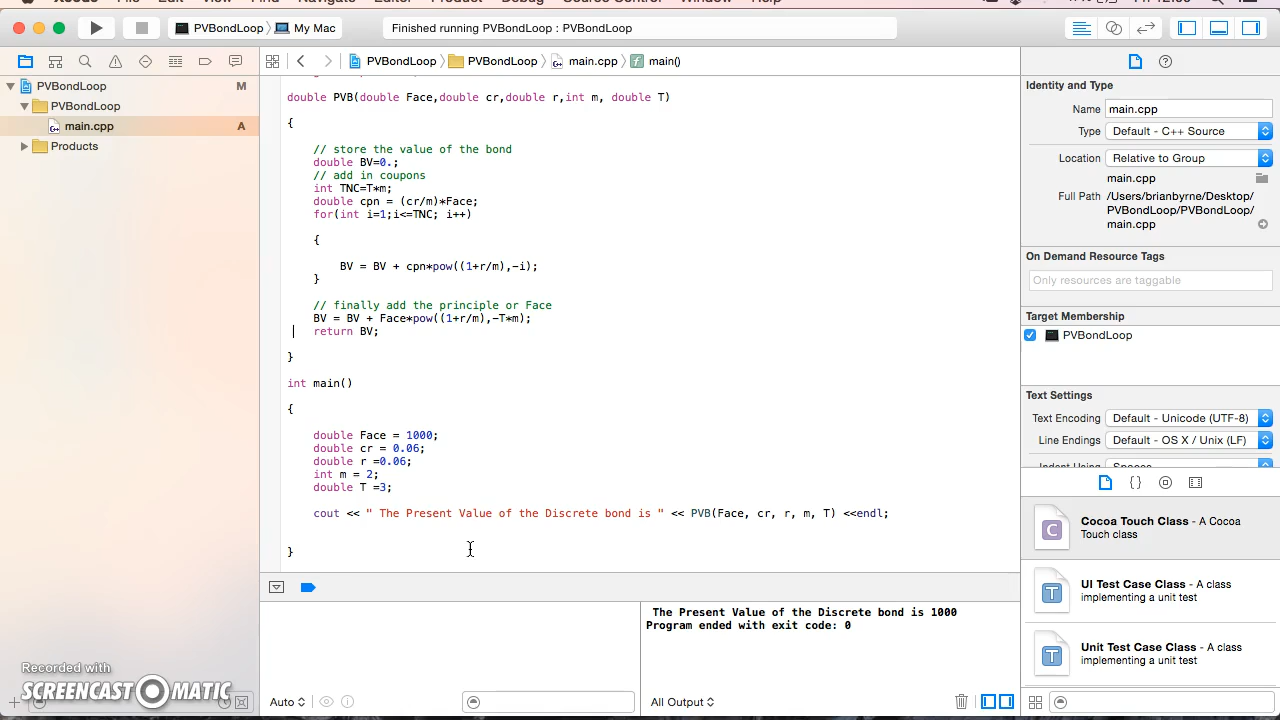 PVBondLoop
My Mac
Finished running PVBondLoop : PVBondLoop
PVBondLoop M
PVBondLoop
main.cpp A
Products
PVBondLoop PVBondLoop main.cpp main()
double PVB(double Face,double cr,double r,int m, double T)
{
// store the value of the bond
double BV=0.;
// add in coupons
int TNC=T*m;
double cpn = (cr/m)*Face;
for(int i=1;i<=TNC; i++)
{
BV = BV + cpn*pow((1+r/m),-i);
}
// finally add the principle or Face
BV = BV + Face*pow((1+r/m),-T*m);
return BV;
}
int main()
{
double Face = 1000;
double cr = 0.06;
double r =0.06;
int m = 2;
double T =3;
cout << " The Present Value of the Discrete bond is " << PVB(Face, cr, r, m, T) <<endl;
}
Auto
The Present Value of the Discrete bond is 1000
Program ended with exit code: 0
All Output
Identity and Type
Name main.cpp
Type Default - C++ Source
Location Relative to Group
main.cpp
Full Path /Users/brianbyrne/Desktop/
PVBondLoop/PVBondLoop/
main.cpp
On Demand Resource Tags
Only resources are taggable
Target Membership
PVBondLoop
Text Settings
Text Encoding Default - Unicode (UTF-8)
Line Endings Default - OS X / Unix (LF)
Cocoa Touch Class - A Cocoa
Touch class
UI Test Case Class - A class
implementing a unit test
Unit Test Case Class - A class
implementing a unit test
Recorded with
SCREENCAST MATIC